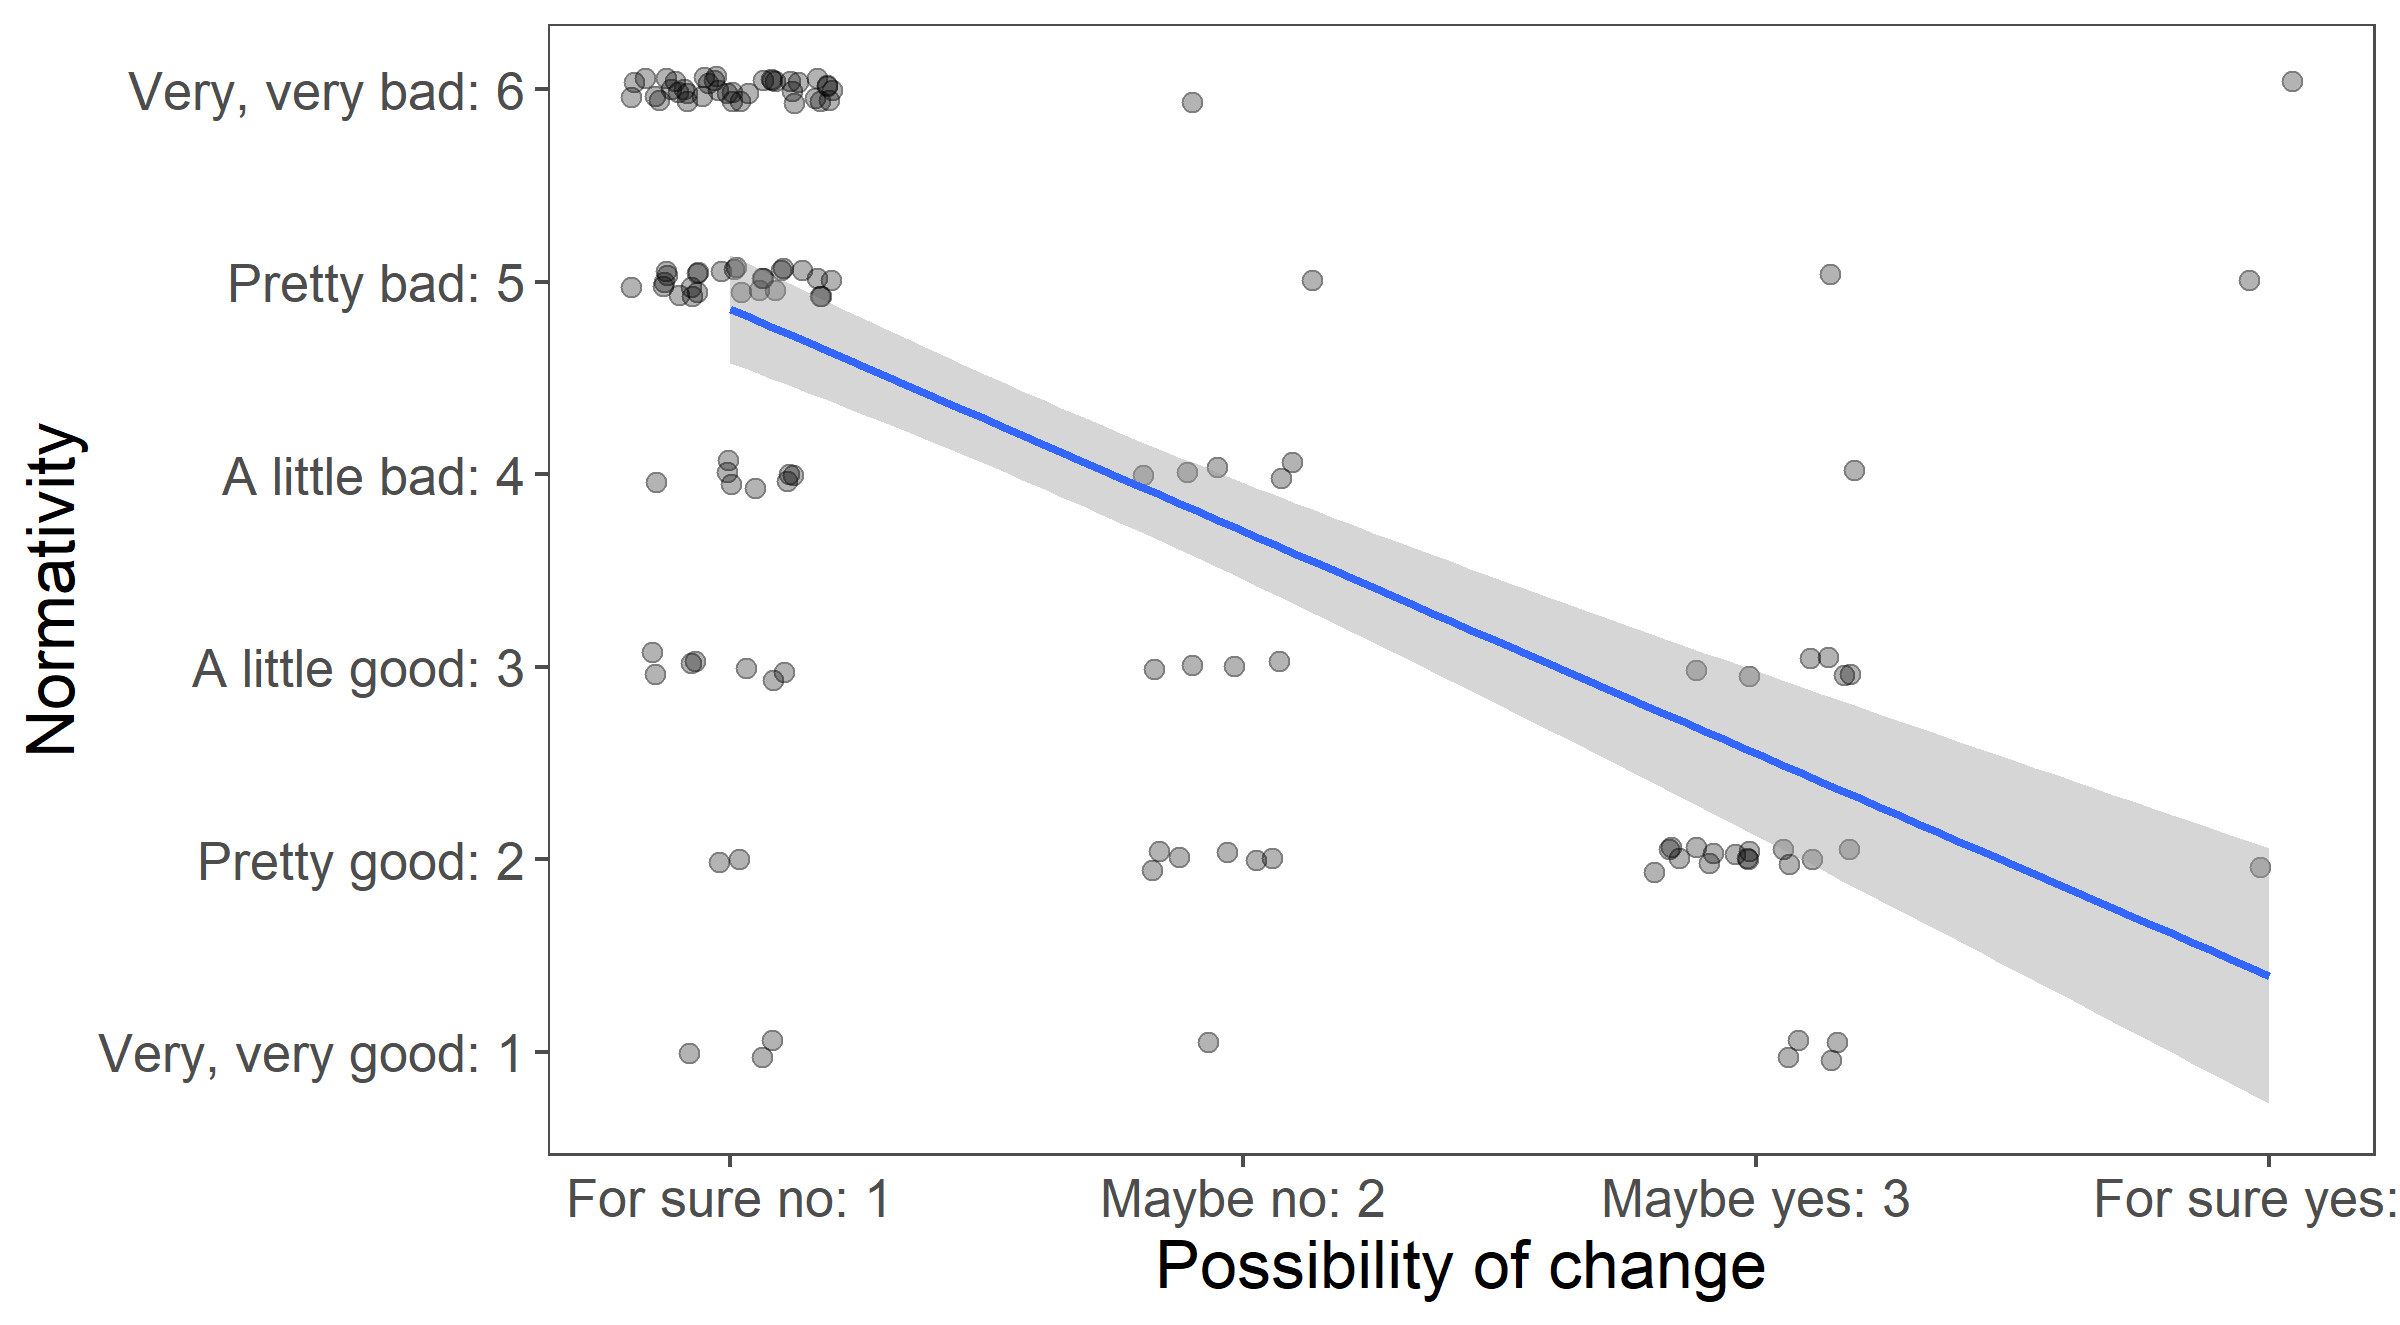 Normativity
Very, very bad: 6
Pretty bad: 5
A little bad: 4
A little good: 3
Pretty good: 2
Very, very good: 1
For sure no: 1
Maybe no: 2
Maybe yes: 3
For sure yes:
Possibility of change